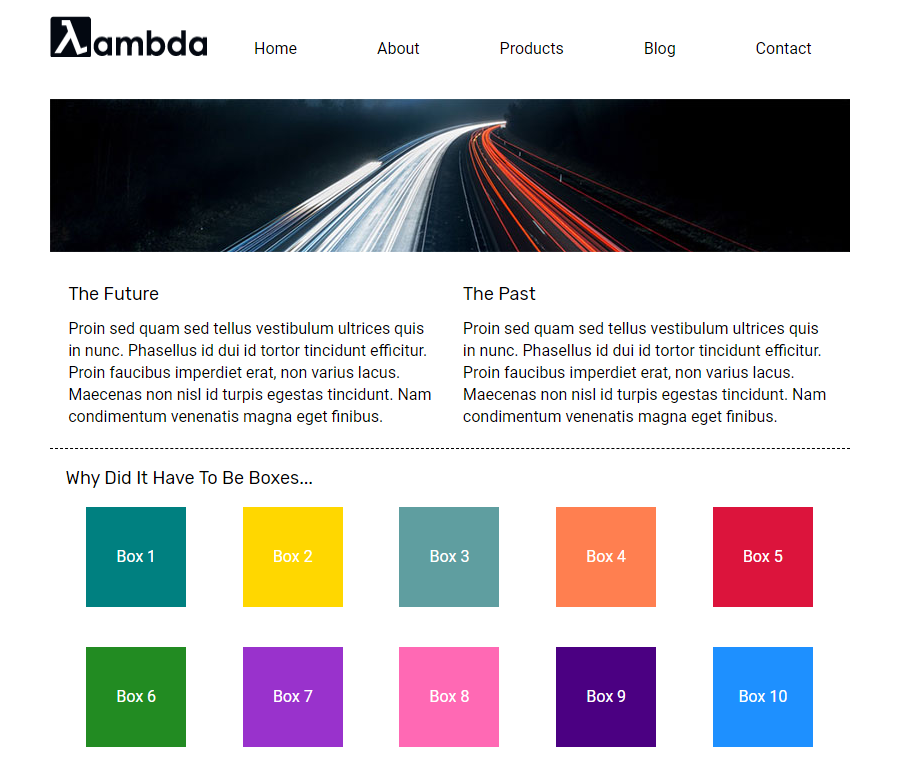 λambda
Home About Products Blog Contact
The Future
Proin sed quam sed tellus vestibulum ultrices quis
in nunc. Phasellus id dui id tortor tincidunt efficitur.
Proin faucibus imperdiet erat, non varius lacus.
Maecenas non nisl id turpis egestas tincidunt. Nam
condimentum venenatis magna eget finibus.
The Past
Proin sed quam sed tellus vestibulum ultrices quis
in nunc. Phasellus id dui id tortor tincidunt efficitur.
Proin faucibus imperdiet erat, non varius lacus.
Maecenas non nisl id turpis egestas tincidunt. Nam
condimentum venenatis magna eget finibus.
Why Did It Have To Be Boxes...
Box 1 Box 2 Box 3 Box 4 Box 5
Box 6 Box 7 Box 8 Box 9 Box 10